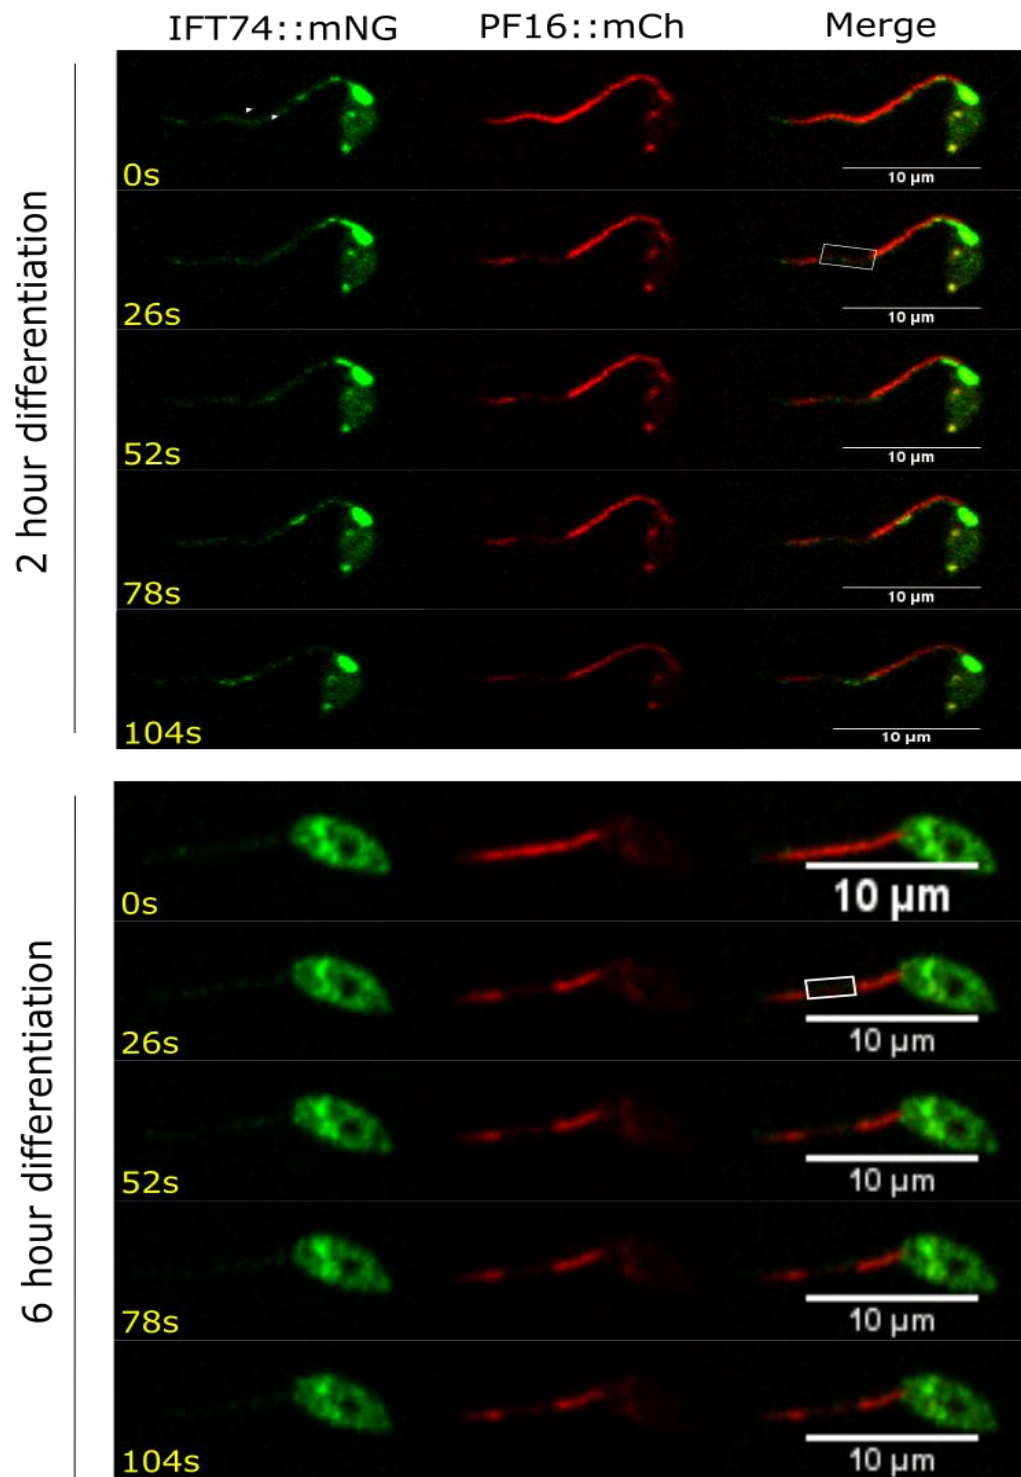 IFT74::mNG PF16::mCh Merge
2 hour differentiation
0s
10 µm
26s
10 µm
52s
10 µm
78s
10 µm
104s
10 µm
6 hour differentiation
0s
10 µm
26s
10 µm
52s
10 µm
78s
10 µm
104s
10 µm